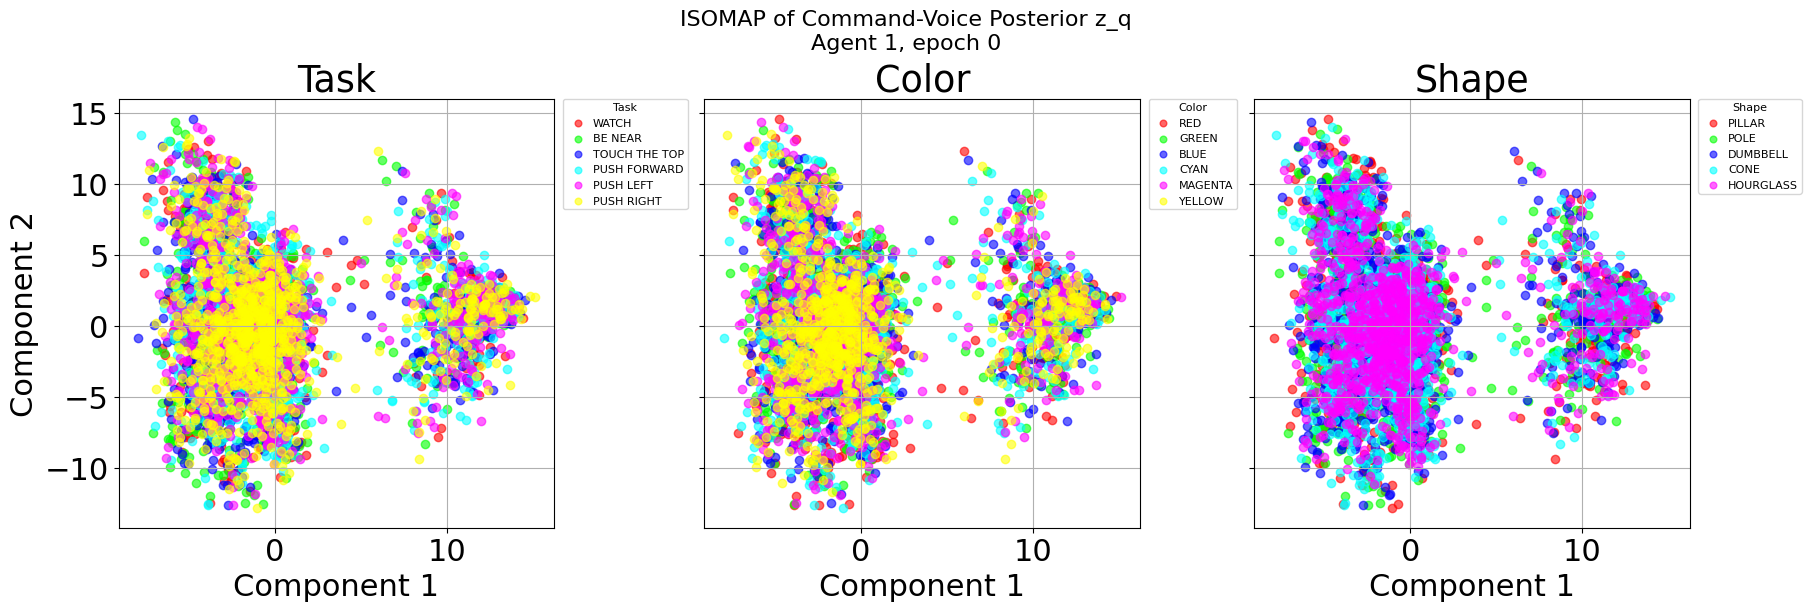 ISOMAP of Command-Voice Posterior z_q
Agent 1, epoch 0
Task
Component 2
15
10
5
0
−5
−10
0
10
Component 1
Task
WATCH
BE NEAR
TOUCH THE TOP
PUSH FORWARD
PUSH LEFT
PUSH RIGHT
Color
0
10
Component 1
Color
RED
GREEN
BLUE
CYAN
MAGENTA
YELLOW
Shape
0
10
Component 1
Shape
PILLAR
POLE
DUMBBELL
CONE
HOURGLASS